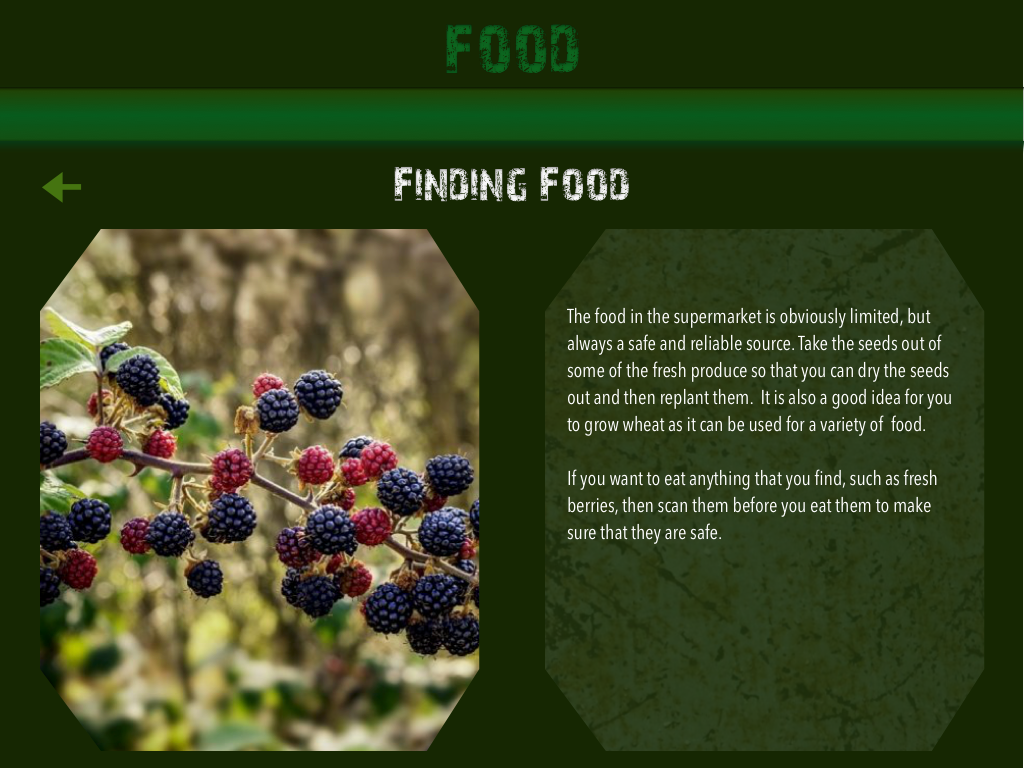 FOOD
FINDING FOOD
The food in the supermarket is obviously limited, but
always a safe and reliable source. Take the seeds out of
some of the fresh produce so that you can dry the seeds
out and then replant them.  It is also a good idea for you
to grow wheat as it can be used for a variety of  food.
If you want to eat anything that you find, such as fresh
berries, then scan them before you eat them to make
sure that they are safe.